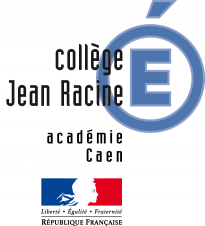 collège
Jean Racine
É
académie
Caen
Liberté • Égalité • Fraternité
RÉPUBLIQUE FRANÇAISE